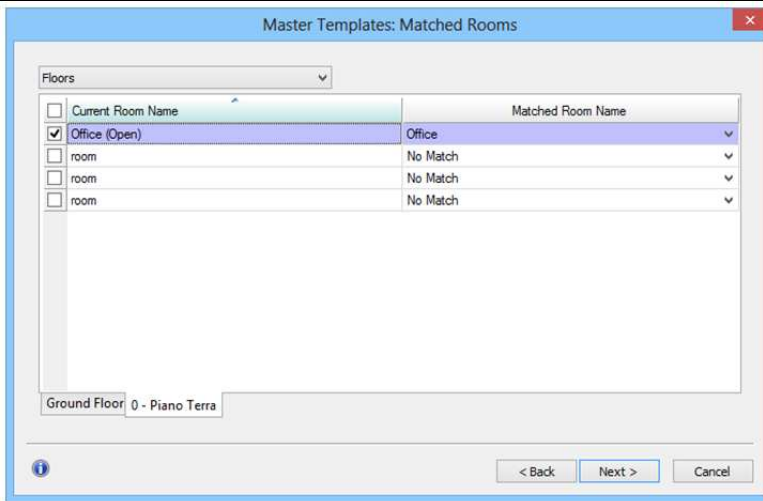 Master Templates: Matched Rooms
Floors
Current Room Name Matched Room Name
Office (Open) Office
room No Match
room No Match
room No Match
Ground Floor 0 - Piano Terra
< Back Next > Cancel